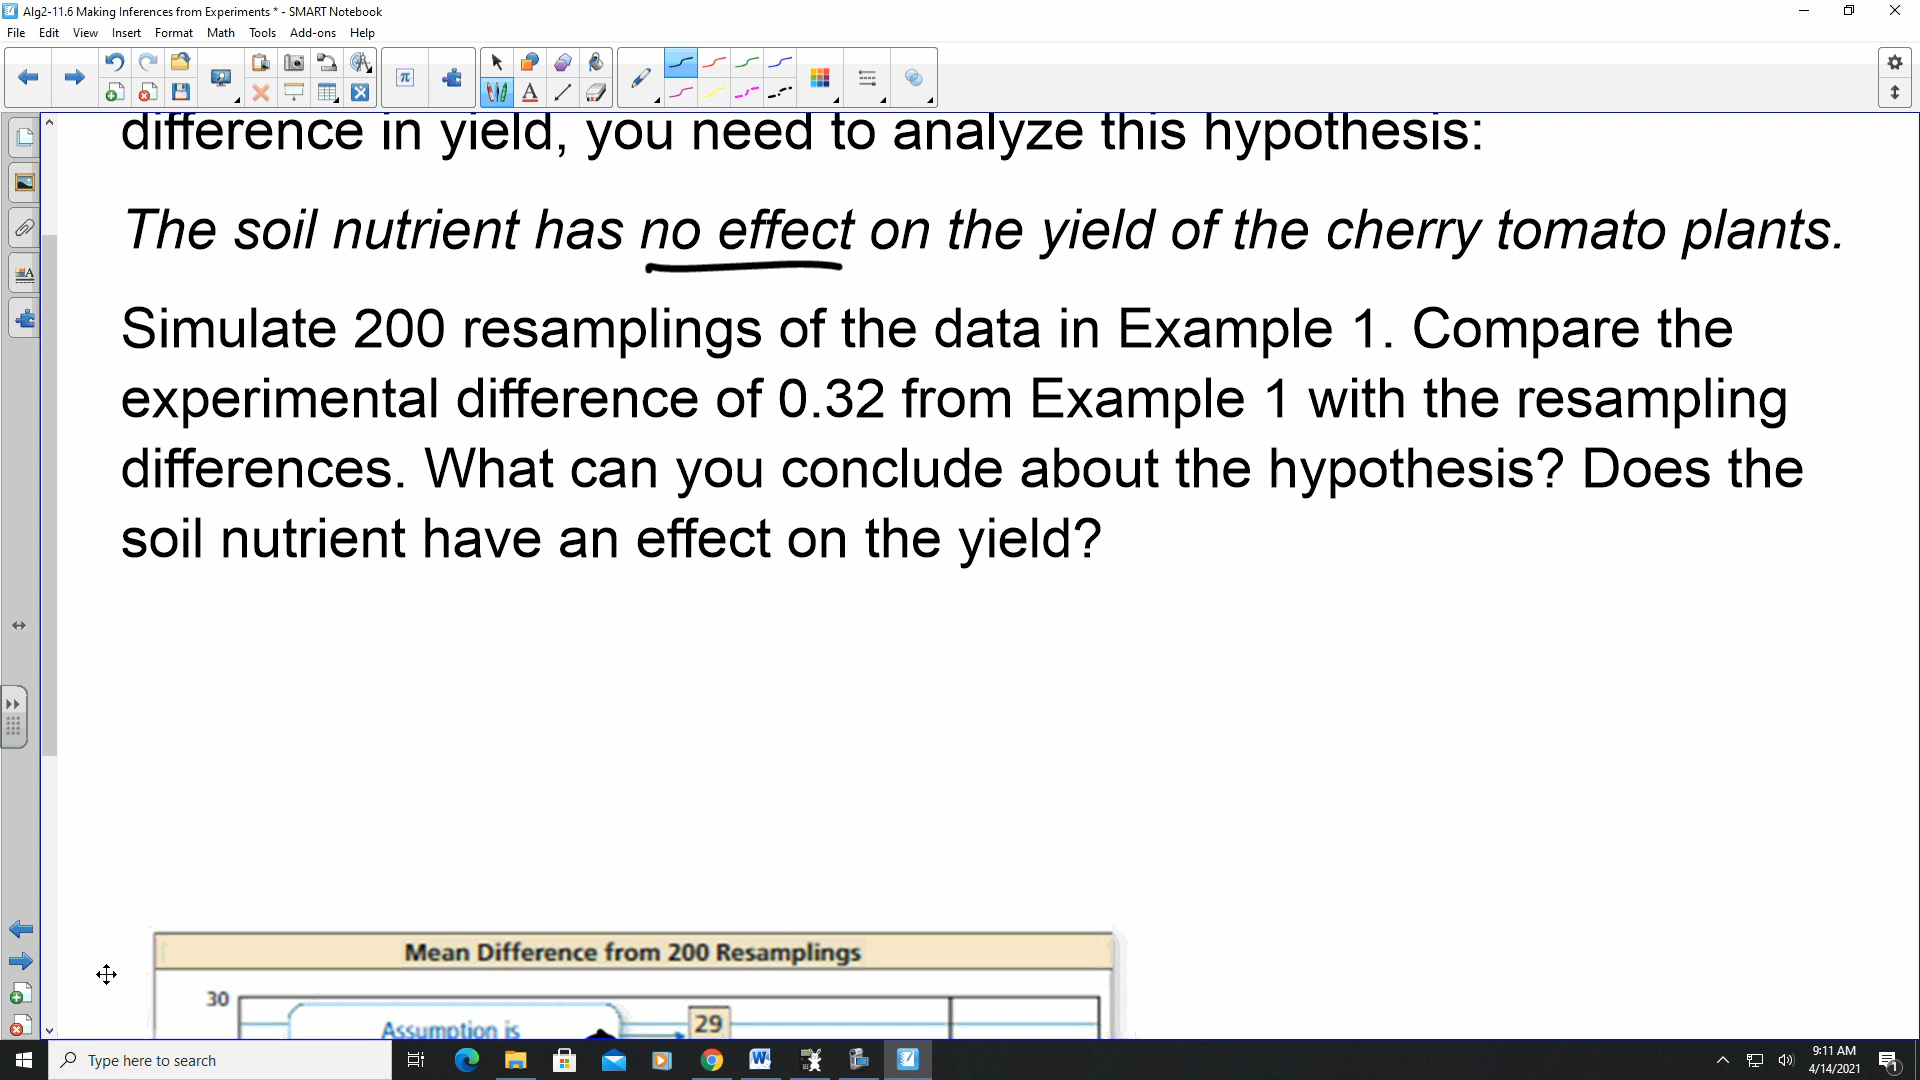 Alg2-11.6 Making Inferences from Experiments * - SMART Notebook
File Edit View Insert Format Math Tools Add-ons Help
difference in yield, you need to analyze this hypothesis:
The soil nutrient has no effect on the yield of the cherry tomato plants.
Simulate 200 resamplings of the data in Example 1. Compare the
experimental difference of 0.32 from Example 1 with the resampling
differences. What can you conclude about the hypothesis? Does the
soil nutrient have an effect on the yield?
Mean Difference from 200 Resamplings
30
Assumption is
29
Type here to search
9:11 AM
4/14/2021
1